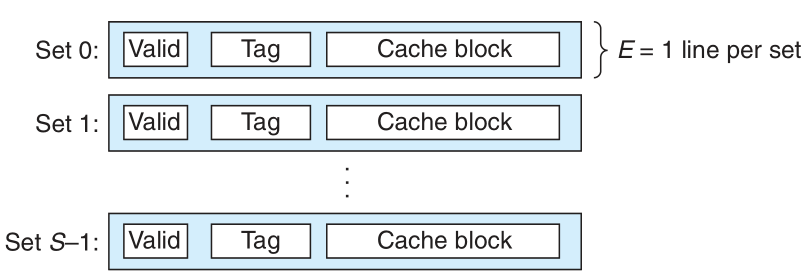 Set 0: Valid Tag Cache block E = 1 line per set
Set 1: Valid Tag Cache block
Set S–1: Valid Tag Cache block